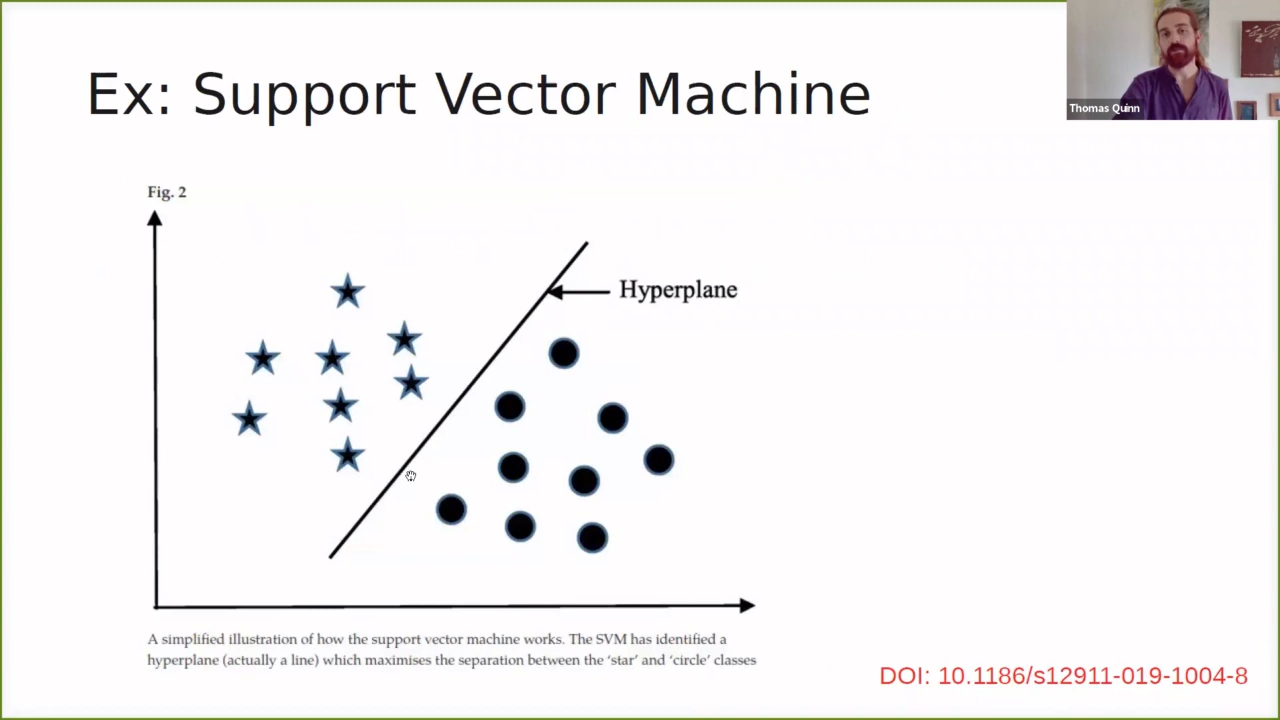 Ex: Support Vector Machine
Thomas Quinn
Fig. 2
Hyperplane
A simplified illustration of how the support vector machine works. The SVM has identified a
hyperplane (actually a line) which maximises the separation between the ‘star’ and ‘circle’ classes
DOI: 10.1186/s12911-019-1004-8